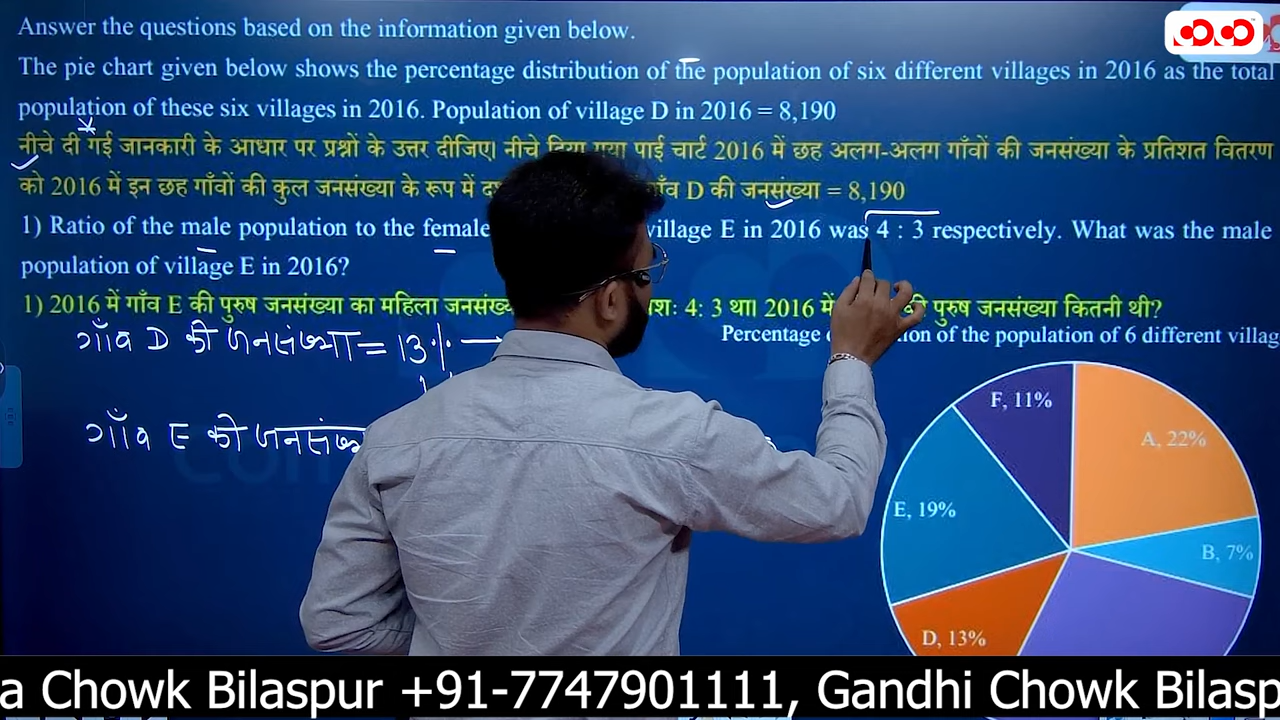 Answer the questions based on the information given below.
The pie chart given below shows the percentage distribution of the population of six different villages in 2016 as the total
population of these six villages in 2016. Population of village D in 2016 = 8,190
नीचे दी गई जानकारी के आधार पर प्रश्नों के उत्तर दीजिए। नीचे दिया गया पाई चार्ट 2016 में छह अलग-अलग गाँवों की जनसंख्या के प्रतिशत वितरण
को 2016 में इन छह गाँवों की कुल जनसंख्या के रूप में D की जनसंख्या = 8,190
1) Ratio of the male population to the female village E in 2016 was 4 : 3 respectively. What was the male
population of village E in 2016?
1) 2016 में गाँव E की पुरुष जनसंख्या का महिला 4: 3 था। 2016 में पुरुष जनसंख्या कितनी थी?
गाँव D की जनसंख्या = 13%
Percentage of the population of 6 different
गाँव E की
F, 11%
A, 22%
E, 19%
B, 7%
D, 13%
a Chowk Bilaspur +91-7747901111, Gandhi Chowk Bilasp